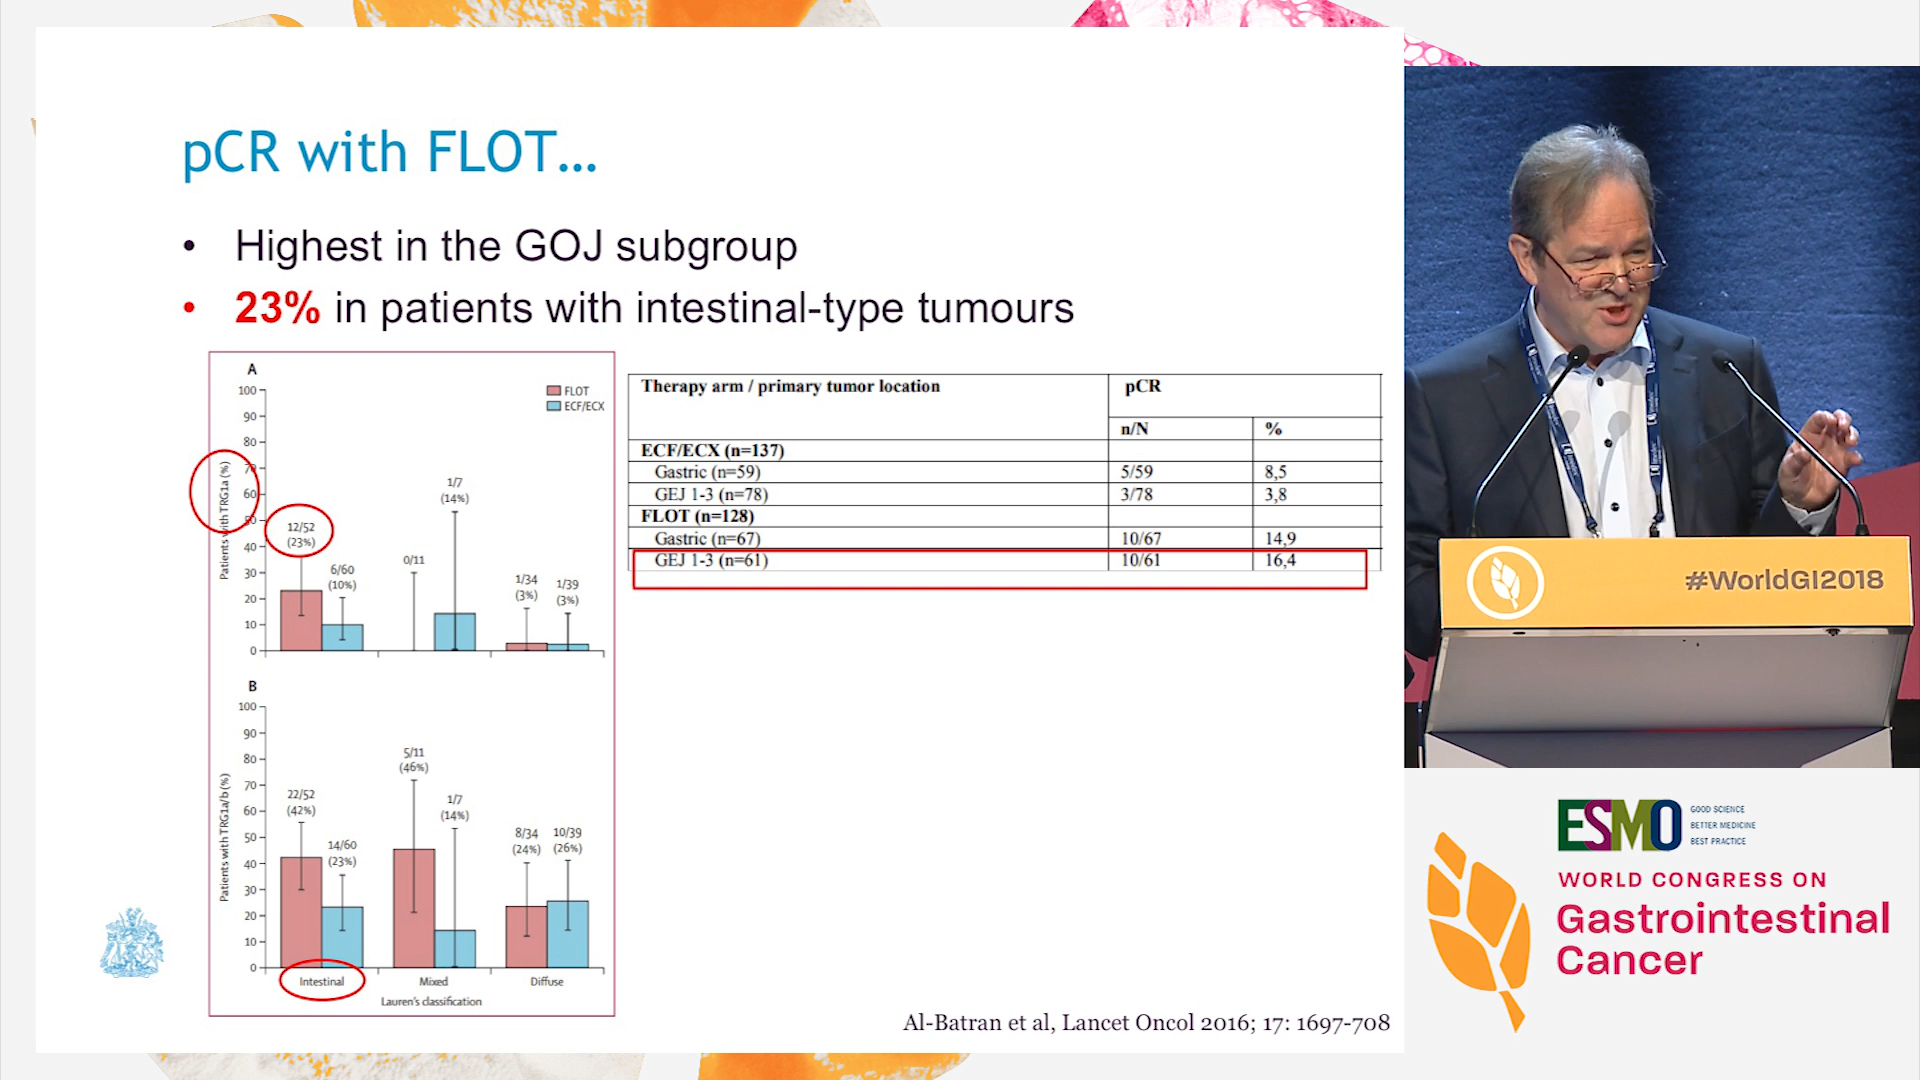 pCR with FLOT...
• Highest in the GOJ subgroup
• 23% in patients with intestinal-type tumours
A
FLOT
ECF/ECX
Patients with TRG1a (%)
100
90
80
70
60
50
40
30
20
10
0
12/52
(23%)
6/60
(10%)
0/11
1/7
(14%)
1/34
(3%)
1/39
(3%)
B
Patients with TRG1a/b (%)
100
90
80
70
60
50
40
30
20
10
0
22/52
(42%)
14/60
(23%)
5/11
(46%)
1/7
(14%)
8/34
(24%)
10/39
(26%)
Intestinal Mixed Diffuse
Lauren's classification
Therapy arm / primary tumor location pCR
n/N %
ECF/ECX (n=137)
Gastric (n=59) 5/59 8,5
GEJ 1-3 (n=78) 3/78 3,8
FLOT (n=128)
Gastric (n=67) 10/67 14,9
GEJ 1-3 (n=61) 10/61 16,4
Al-Batran et al, Lancet Oncol 2016; 17: 1697-708
#WorldGI2018
ESMO
GOOD SCIENCE
BETTER MEDICINE
BEST PRACTICE
WORLD CONGRESS ON
Gastrointestinal
Cancer